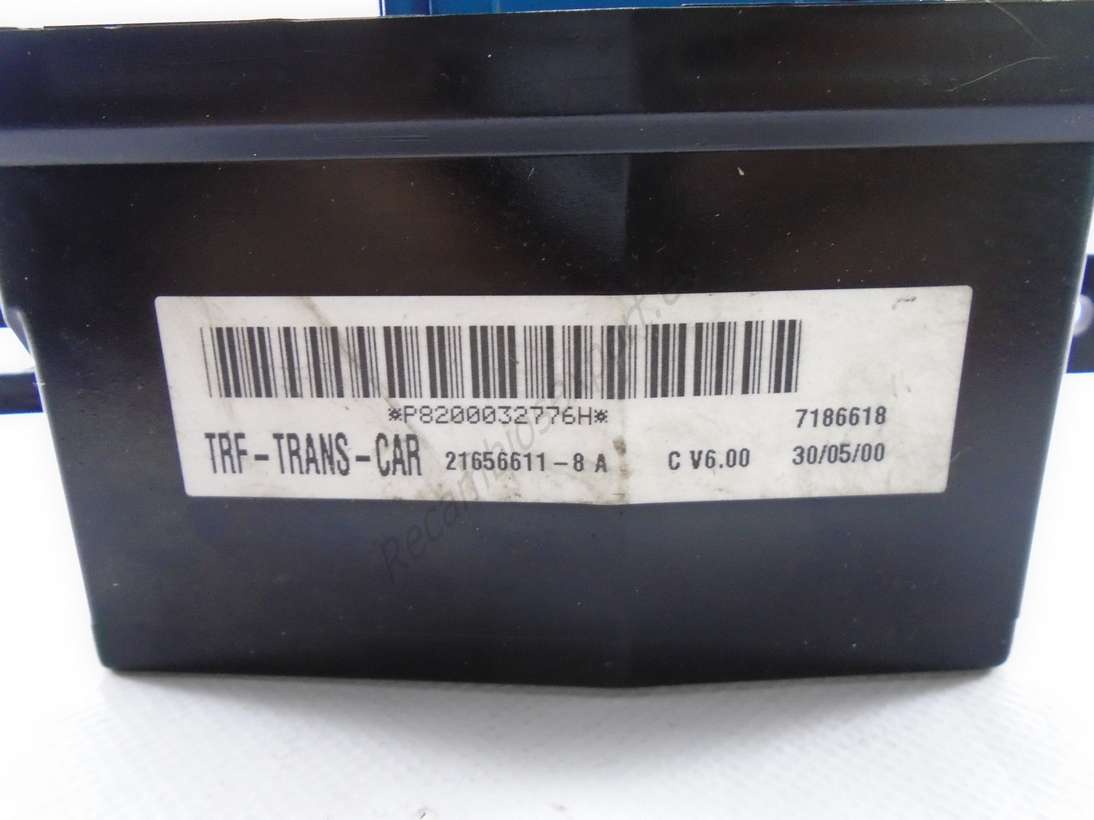 *P8200032776H*
7186618
TRF-TRANS-CAR 21656611-8 A C V6.00 30/05/00